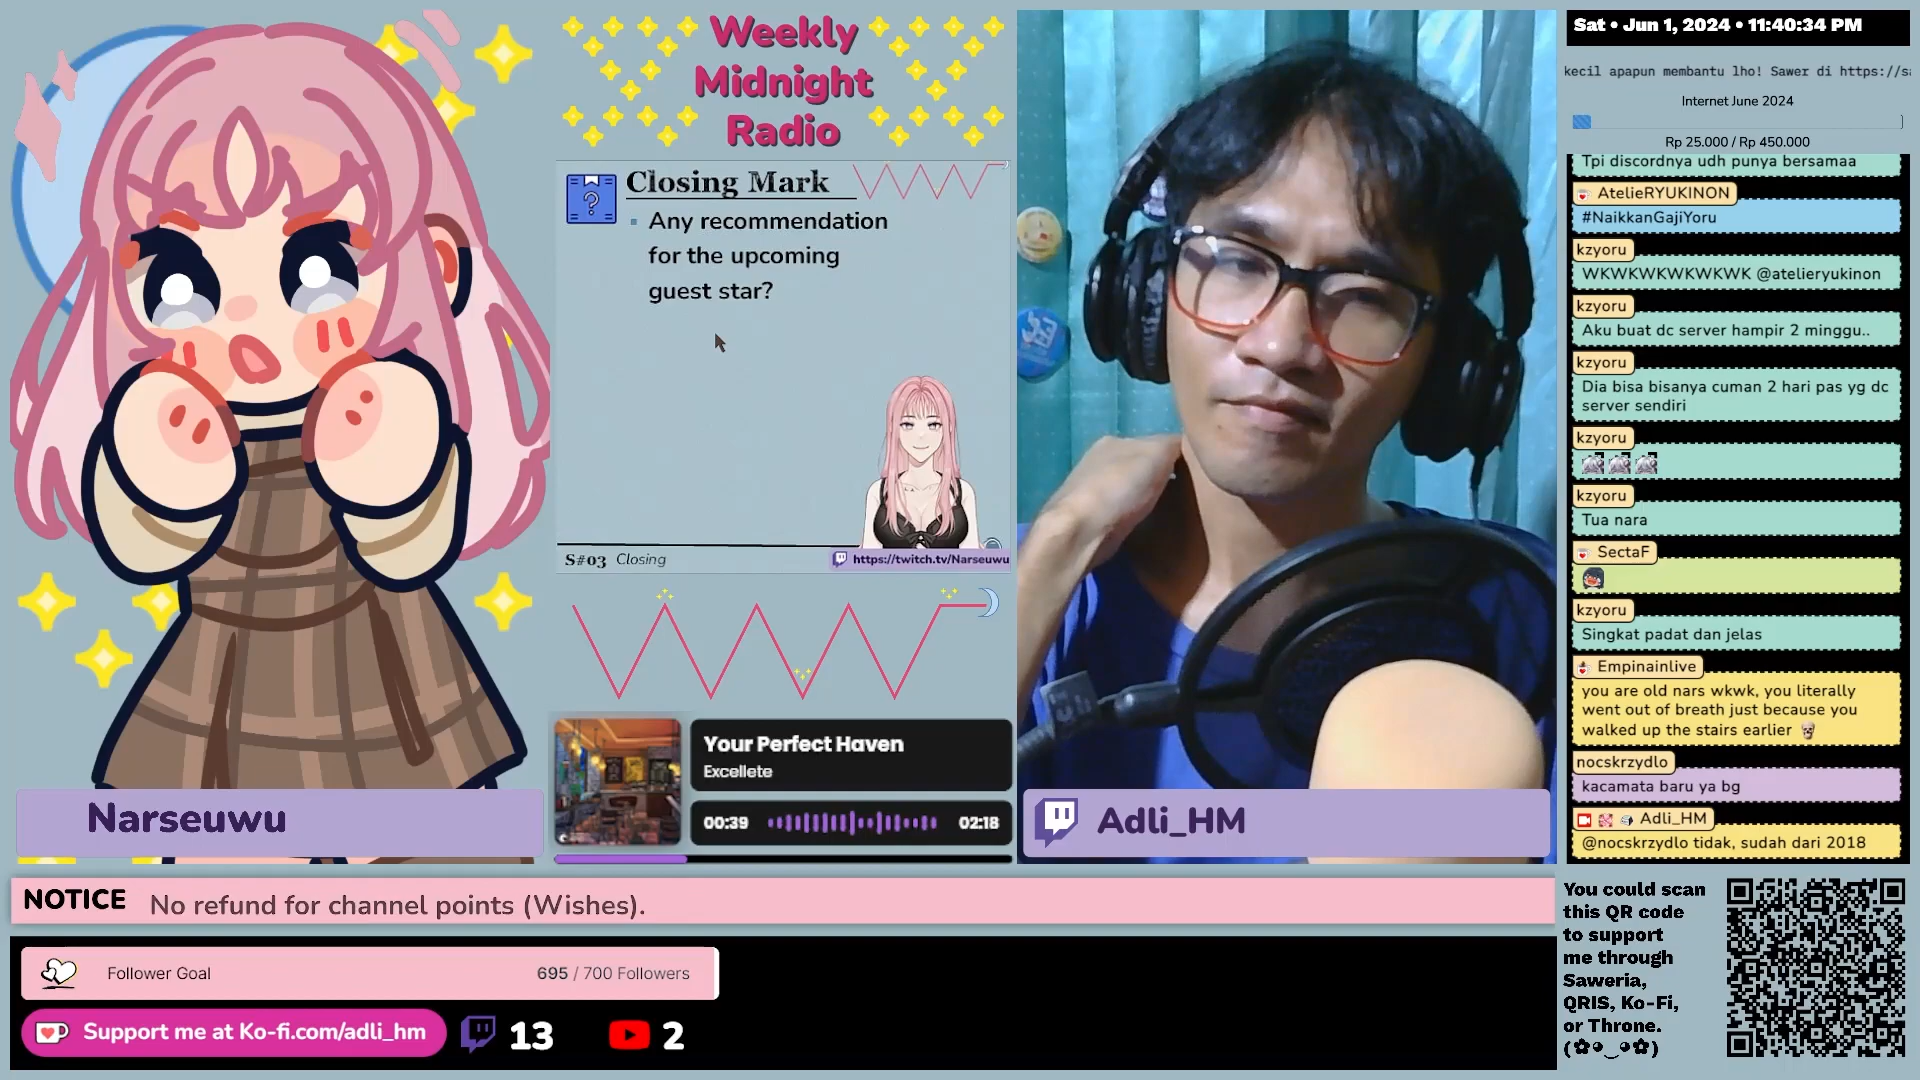 Weekly
Midnight
Radio
Closing Mark
Any recommendation
for the upcoming
guest star?
S#03 Closing
https://twitch.tv/Narseuwu
Your Perfect Haven
Excellete
00:39
02:18
Narseuwu
Adli_HM
Sat • Jun 1, 2024 • 11:40:34 PM
kecil apapun membantu lho! Sawer di https://sa
Internet June 2024
Rp 25.000 / Rp 450.000
Tpi discordnya udh punya bersamaa
AtelieRYUKINON
#NaikkanGajiYoru
kzyoru
WKWKWKWKWKWK @atelieryukinon
kzyoru
Aku buat dc server hampir 2 minggu..
kzyoru
Dia bisa bisanya cuman 2 hari pas yg dc
server sendiri
kzyoru
kzyoru
Tua nara
SectaF
kzyoru
Singkat padat dan jelas
Empinainlive
you are old nars wkwk, you literally
went out of breath just because you
walked up the stairs earlier
nocskrzydlo
kacamata baru ya bg
Adli_HM
@nocskrzydlo tidak, sudah dari 2018
NOTICE No refund for channel points (Wishes).
Follower Goal 695 / 700 Followers
Support me at Ko-fi.com/adli_hm
13
2
You could scan
this QR code
to support
me through
Saweria,
QRIS, Ko-Fi,
or Throne.
(✿◕‿◕✿)